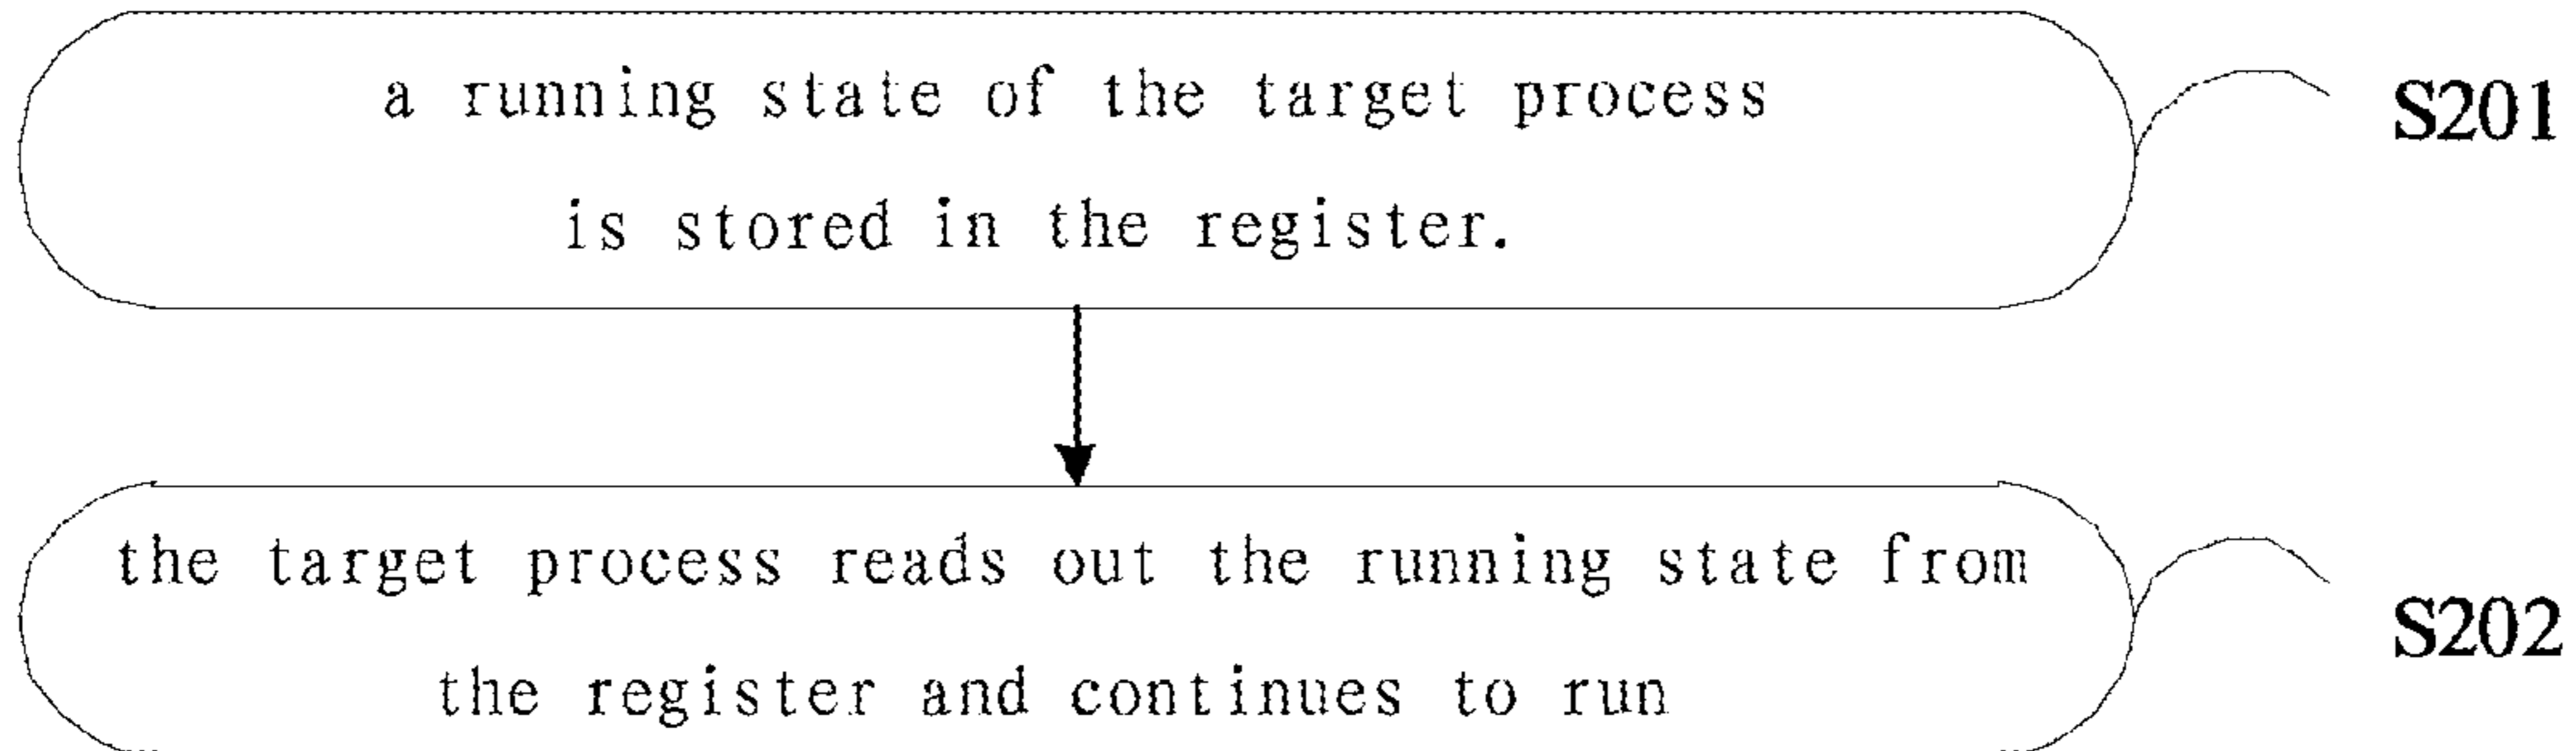 a running state of the target process
is stored in the register.
S201
the target process reads out the running state from
the register and continues to run
S202